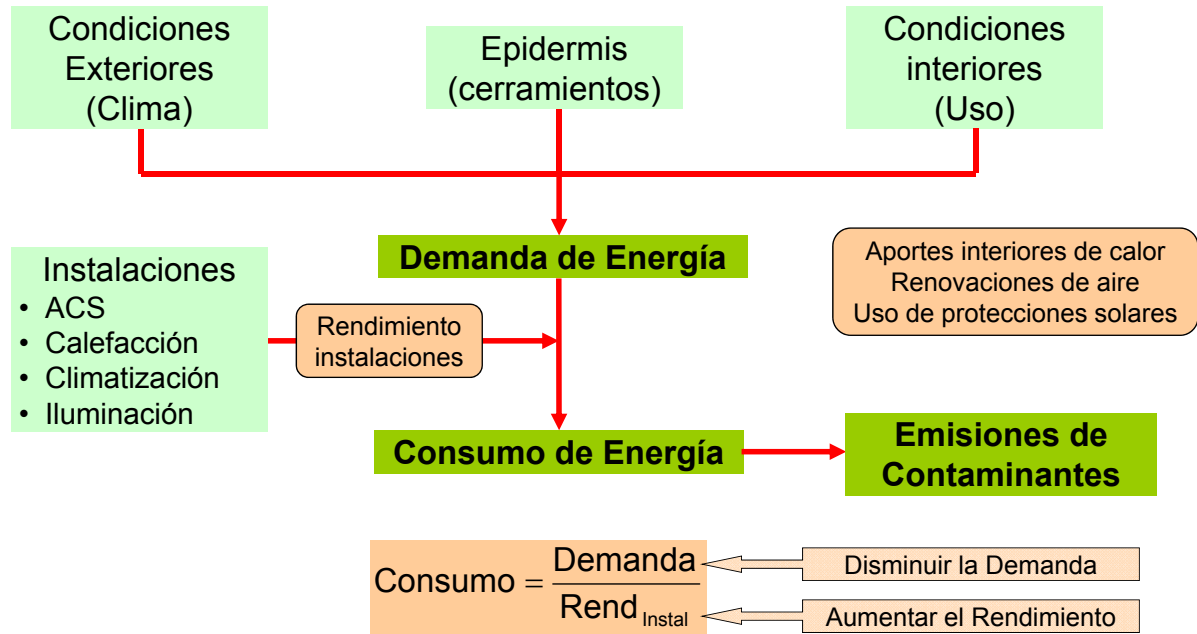 Condiciones
Exteriores
(Clima)
Epidermis
(cerramientos)
Condiciones
interiores
(Uso)
Demanda de Energía
Aportes interiores de calor
Renovaciones de aire
Uso de protecciones solares
Instalaciones
• ACS
• Calefacción
• Climatización
• Iluminación
Rendimiento
instalaciones
Consumo de Energía
Emisiones de
Contaminantes
Consumo = Demanda / Rend Instal
Disminuir la Demanda
Aumentar el Rendimiento